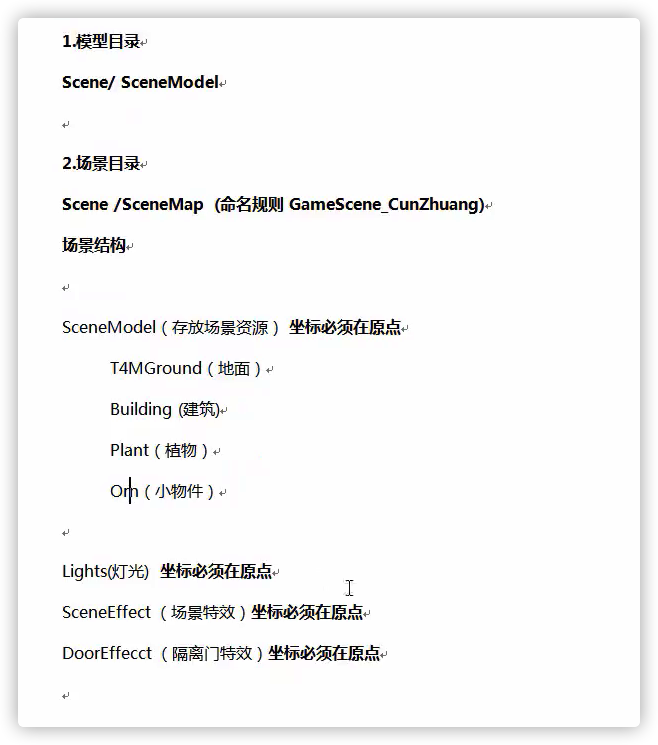 1.模型目录
Scene/ SceneModel
2.场景目录
Scene /SceneMap (命名规则 GameScene_CunZhuang)
场景结构
SceneModel（存放场景资源） 坐标必须在原点
T4MGround（地面）
Building (建筑)
Plant（植物）
Orn（小物件）
Lights(灯光) 坐标必须在原点
SceneEffect （场景特效）坐标必须在原点
DoorEffecct （隔离门特效）坐标必须在原点